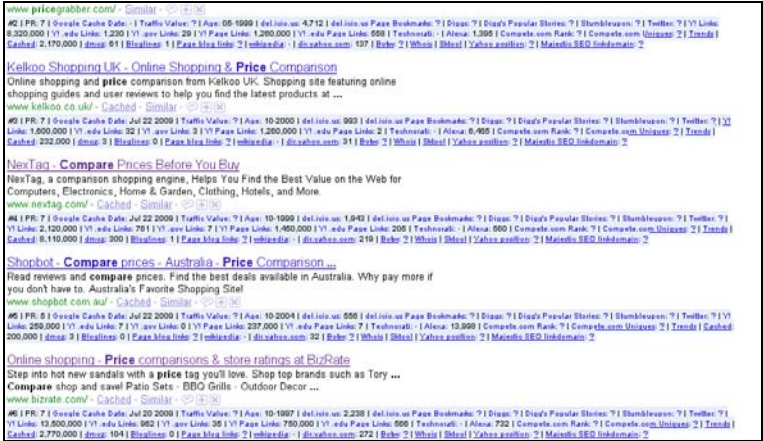 www.pricegrabber.com/ - Similar -
#2 | PR: 7 | Google Cache Date: - | Traffic Value: ? | Age: 05-1999 | del.icio.us: 4,712 | del.icio.us Page Bookmarks: ? | Diggs: ? | Digg's Popular Stories: ? | Stumbleupon: ? | Twitter: ? | Y! Links:
8,320,000 | Y! .edu Links: 1,230 | Y! .gov Links: 29 | Y! Page Links: 1,260,000 | Y! .edu Page Links: 558 | Technorati: - | Alexa: 1,395 | Compete.com Rank: ? | Compete.com Uniques: ? | Trends |
Cached: 2,170,000 | dmoz: 61 | Bloglines: 1 | Page blog links: ? | wikipedia: - | dir.yahoo.com: 137 | Botw: ? | Whois | Sktool | Yahoo position: ? | Majestic SEO linkdomain: ?
Kelkoo Shopping UK - Online Shopping & Price Comparison
Online shopping and price comparison from Kelkoo UK. Shopping site featuring online
shopping guides and user reviews to help you find the latest products at ...
www.kelkoo.co.uk/ - Cached - Similar -
#3 | PR: 7 | Google Cache Date: Jul 22 2009 | Traffic Value: ? | Age: 10-2000 | del.icio.us: 993 | del.icio.us Page Bookmarks: ? | Diggs: ? | Digg's Popular Stories: ? | Stumbleupon: ? | Twitter: ? | Y!
Links: 1,600,000 | Y! .edu Links: 32 | Y! .gov Links: 3 | Y! Page Links: 1,260,000 | Y! .edu Page Links: 2 | Technorati: - | Alexa: 6,465 | Compete.com Rank: ? | Compete.com Uniques: ? | Trends |
Cached: 232,000 | dmoz: 3 | Bloglines: 0 | Page blog links: ? | wikipedia: - | dir.yahoo.com: 31 | Botw: ? | Whois | Sktool | Yahoo position: ? | Majestic SEO linkdomain: ?
NexTag - Compare Prices Before You Buy
NexTag, a comparison shopping engine, Helps You Find the Best Value on the Web for
Computers, Electronics, Home & Garden, Clothing, Hotels, and More.
www.nextag.com/ - Cached - Similar -
#4 | PR: 7 | Google Cache Date: Jul 22 2009 | Traffic Value: ? | Age: 10-1999 | del.icio.us: 1,943 | del.icio.us Page Bookmarks: ? | Diggs: ? | Digg's Popular Stories: ? | Stumbleupon: ? | Twitter: ? |
Y! Links: 2,120,000 | Y! .edu Links: 761 | Y! .gov Links: 7 | Y! Page Links: 1,450,000 | Y! .edu Page Links: 205 | Technorati: - | Alexa: 560 | Compete.com Rank: ? | Compete.com Uniques: ? | Trends |
Cached: 8,110,000 | dmoz: 300 | Bloglines: 1 | Page blog links: ? | wikipedia: - | dir.yahoo.com: 219 | Botw: ? | Whois | Sktool | Yahoo position: ? | Majestic SEO linkdomain: ?
Shopbot - Compare prices - Australia - Price Comparison ...
Read reviews and compare prices. Find the best deals available in Australia. Why pay more if
you don't have to. Australia's Favorite Shopping Site!
www.shopbot.com.au/ - Cached - Similar -
#5 | PR: 5 | Google Cache Date: Jul 22 2009 | Traffic Value: ? | Age: 10-2004 | del.icio.us: 556 | del.icio.us Page Bookmarks: ? | Diggs: ? | Digg's Popular Stories: ? | Stumbleupon: ? | Twitter: ? | Y!
Links: 259,000 | Y! .edu Links: 7 | Y! .gov Links: 0 | Y! Page Links: 237,000 | Y! .edu Page Links: 7 | Technorati: - | Alexa: 13,998 | Compete.com Rank: ? | Compete.com Uniques: ? | Trends | Cached:
200,000 | dmoz: 3 | Bloglines: 0 | Page blog links: ? | wikipedia: - | dir.yahoo.com: 32 | Botw: ? | Whois | Sktool | Yahoo position: ? | Majestic SEO linkdomain: ?
Online shopping - Price comparisons & store ratings at BizRate
Step into hot new sandals with a price tag you'll love. Shop top brands such as Tory ...
Compare shop and save! Patio Sets · BBQ Grills · Outdoor Decor ...
www.bizrate.com/ - Cached - Similar -
#6 | PR: 7 | Google Cache Date: Jul 20 2009 | Traffic Value: ? | Age: 10-1997 | del.icio.us: 2,238 | del.icio.us Page Bookmarks: ? | Diggs: ? | Digg's Popular Stories: ? | Stumbleupon: ? | Twitter: ? |
Y! Links: 13,600,000 | Y! .edu Links: 962 | Y! .gov Links: 35 | Y! Page Links: 750,000 | Y! .edu Page Links: 566 | Technorati: - | Alexa: 732 | Compete.com Rank: ? | Compete.com Uniques: ? | Trends |
Cached: 2,770,000 | dmoz: 104 | Bloglines: 0 | Page blog links: ? | wikipedia: - | dir.yahoo.com: 272 | Botw: ? | Whois | Sktool | Yahoo position: ? | Majestic SEO linkdomain: ?